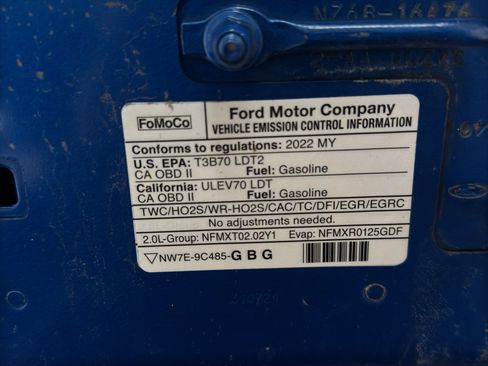 FoMoCo
Ford Motor Company
VEHICLE EMISSION CONTROL INFORMATION
Conforms to regulations: 2022 MY
U.S. EPA: T3B70 LDT2
CA OBD II Fuel: Gasoline
California: ULEV70 LDT
CA OBD II Fuel: Gasoline
TWC/HO2S/WR-HO2S/CAC/TC/DFI/EGR/EGRC
No adjustments needed.
2.0L-Group: NFMXT02.02Y1 Evap: NFMXR0125GDF
NW7E-9C485-G B G